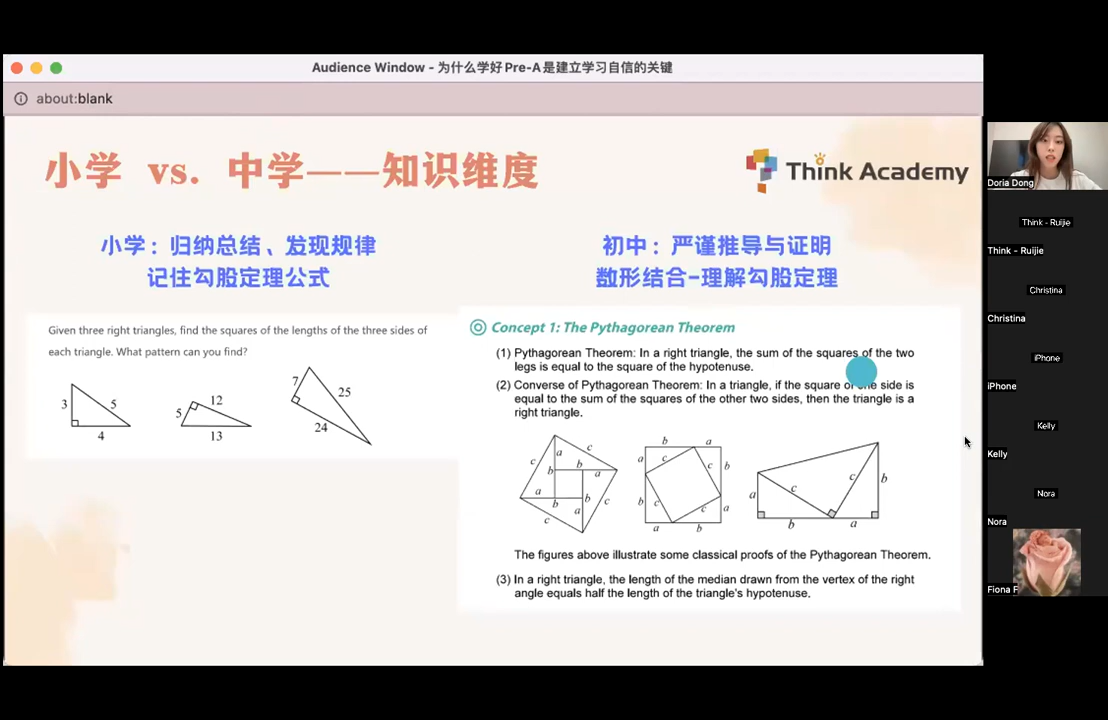 Audience Window - 为什么学好Pre-A是建立学习自信的关键
about:blank
小学 vs. 中学——知识维度
Think Academy
小学：归纳总结、发现规律
记住勾股定理公式
初中：严谨推导与证明
数形结合-理解勾股定理
Given three right triangles, find the squares of the lengths of the three sides of
each triangle. What pattern can you find?
3 5 4
5 12 13
7 25 24
Concept 1: The Pythagorean Theorem
(1) Pythagorean Theorem: In a right triangle, the sum of the squares of the two
legs is equal to the square of the hypotenuse.
(2) Converse of Pythagorean Theorem: In a triangle, if the square of side is
equal to the sum of the squares of the other two sides, then the triangle is a
right triangle.
c a c b b a a b b a c c
b a a c c b b c c a a b
a c c b b a
The figures above illustrate some classical proofs of the Pythagorean Theorem.
(3) In a right triangle, the length of the median drawn from the vertex of the right
angle equals half the length of the triangle's hypotenuse.
Doria Dong
Think - Ruijie
Think - Ruijie
Christina
Christina
iPhone
iPhone
Kelly
Kelly
Nora
Nora
Fiona F